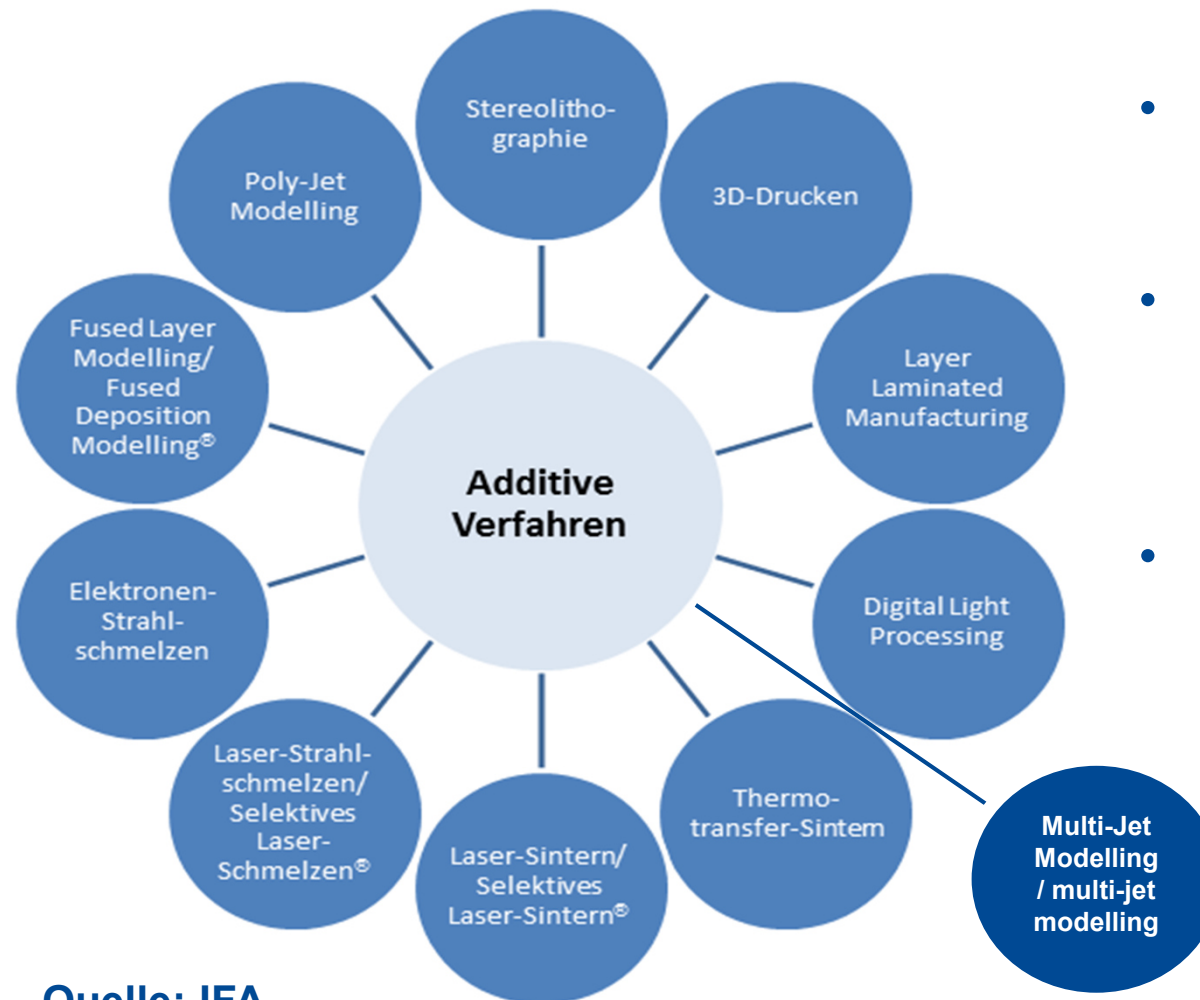 Additive
Verfahren
Stereolitho-
graphie
3D-Drucken
Layer
Laminated
Manufacturing
Digital Light
Processing
Multi-Jet
Modelling
/ multi-jet
modelling
Thermo-
transfer-Sintern
Laser-Sintern/
Selektives
Laser-Sintern®
Laser-Strahl-
schmelzen/
Selektives
Laser-
Schmelzen®
Elektronen-
Strahl-
schmelzen
Fused Layer
Modelling/
Fused
Deposition
Modelling®
Poly-Jet
Modelling
Quelle: IFA
•
•
•